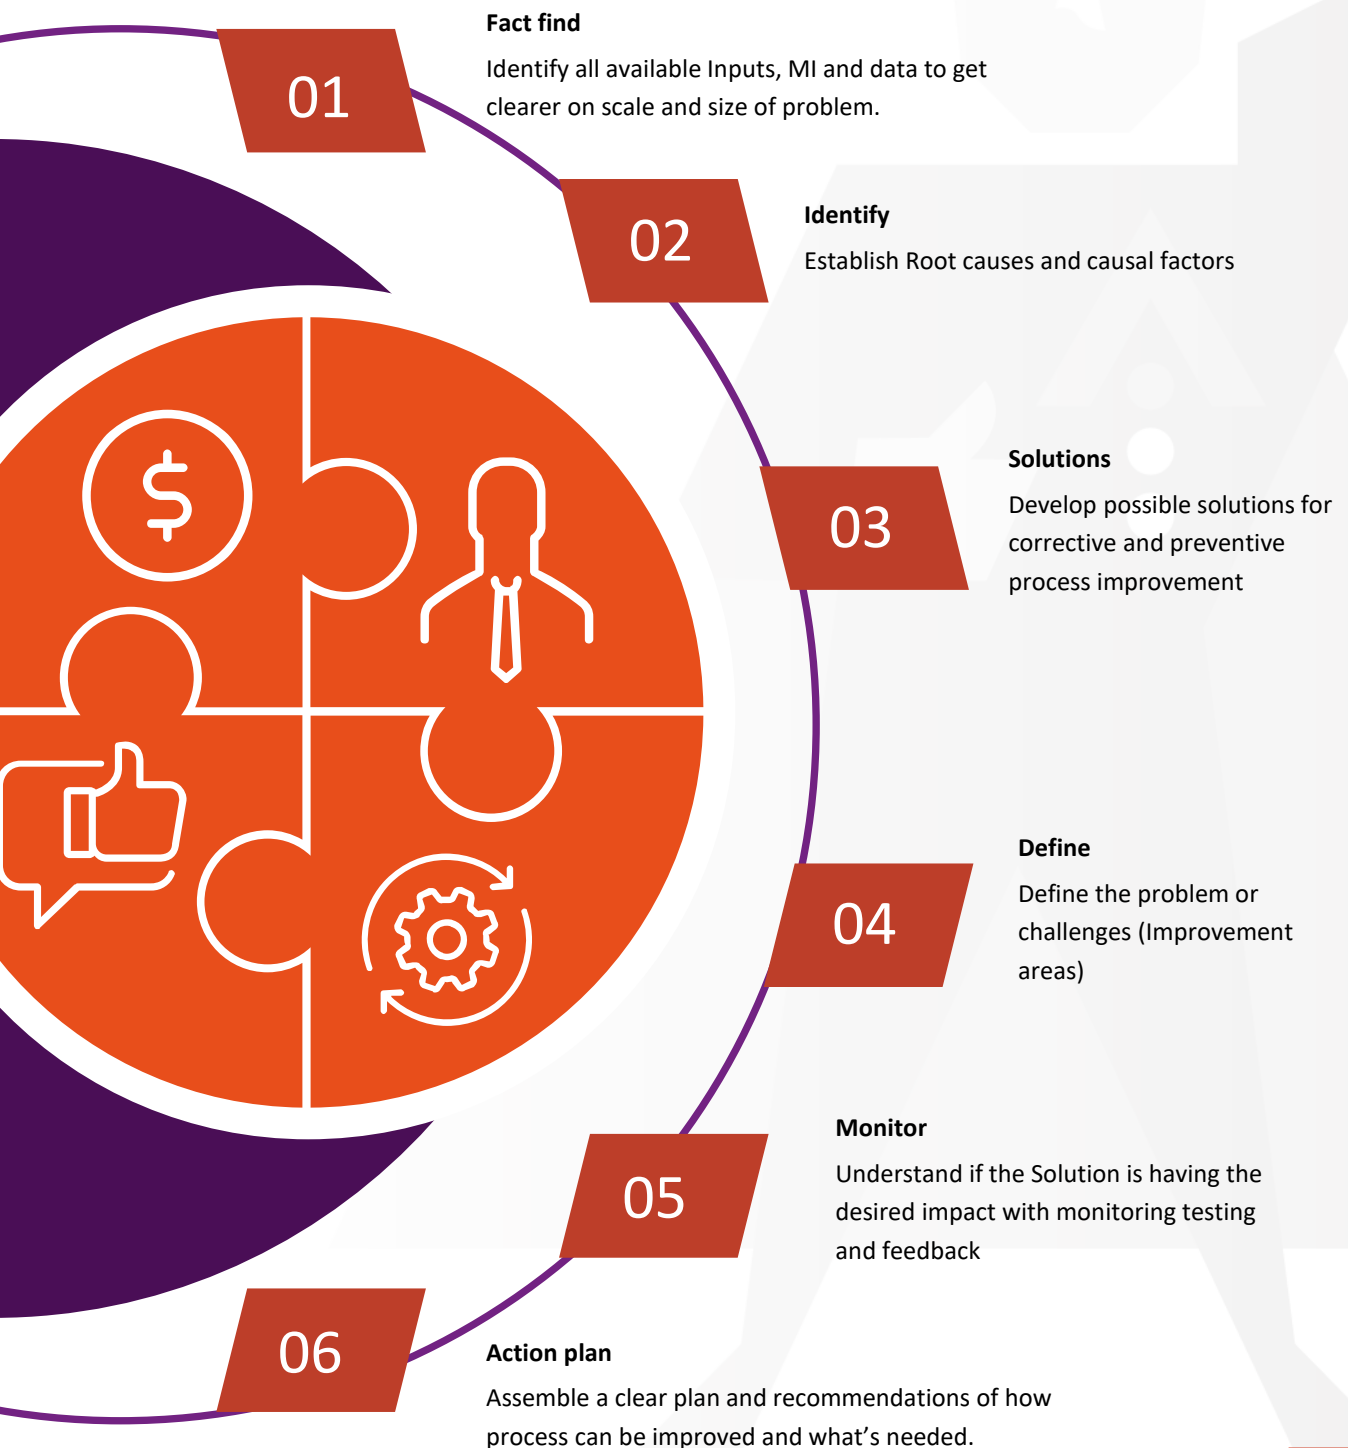 01
Fact find
Identify all available Inputs, MI and data to get
clearer on scale and size of problem.
02
Identify
Establish Root causes and causal factors
03
Solutions
Develop possible solutions for
corrective and preventive
process improvement
04
Define
Define the problem or
challenges (Improvement
areas)
05
Monitor
Understand if the Solution is having the
desired impact with monitoring testing
and feedback
06
Action plan
Assemble a clear plan and recommendations of how
process can be improved and what’s needed.
$